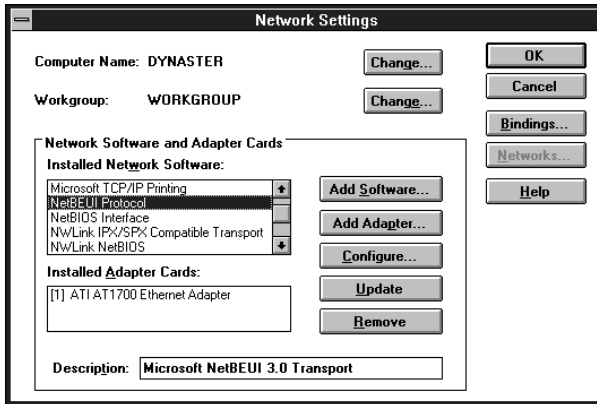 Network Settings
Computer Name: DYNASTER
Change...
Workgroup: WORKGROUP
Change...
OK
Cancel
Bindings...
Networks...
Help
Network Software and Adapter Cards
Installed Network Software:
Microsoft TCP/IP Printing
NetBEUI Protocol
NetBIOS Interface
NWLink IPX/SPX Compatible Transport
NWLink NetBIOS
Add Software...
Add Adapter...
Configure...
Update
Remove
Installed Adapter Cards:
[1] ATI AT1700 Ethernet Adapter
Description: Microsoft NetBEUI 3.0 Transport